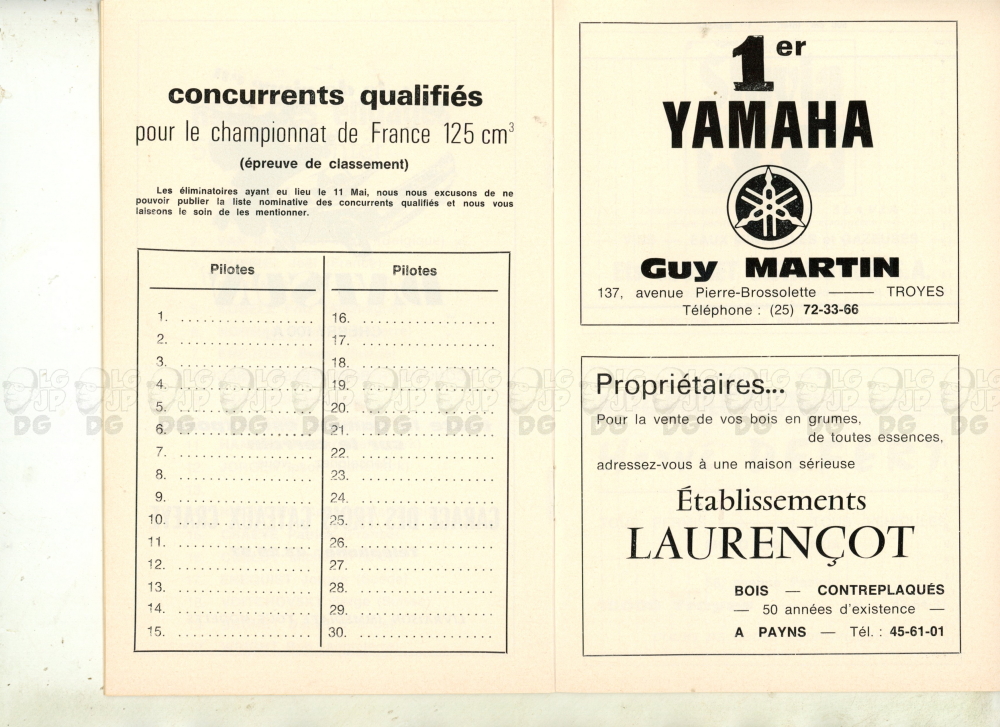 concurrents qualifiés
pour le championnat de France 125 cm³
(épreuve de classement)
Les éliminatoires ayant eu lieu le 11 Mai, nous nous excusons de ne
pouvoir publier la liste nominative des concurrents qualifiés et nous vous
laissons le soin de les mentionner.
Pilotes
1. ....................
2. ....................
3. ....................
4. ....................
5. ....................
6. ....................
7. ....................
8. ....................
9. ....................
10. ....................
11. ....................
12. ....................
13. ....................
14. ....................
15. ....................
Pilotes
16. ....................
17. ....................
18. ....................
19. ....................
20. ....................
21. ....................
22. ....................
23. ....................
24. ....................
25. ....................
26. ....................
27. ....................
28. ....................
29. ....................
30. ....................
1er
YAMAHA
Guy MARTIN
137, avenue Pierre-Brossolette —— TROYES
Téléphone : (25) 72-33-66
Propriétaires...
Pour la vente de vos bois en grumes,
de toutes essences,
adressez-vous à une maison sérieuse
Établissements
LAURENÇOT
BOIS — CONTREPLAQUÉS
— 50 années d'existence —
A PAYNS — Tél. : 45-61-01